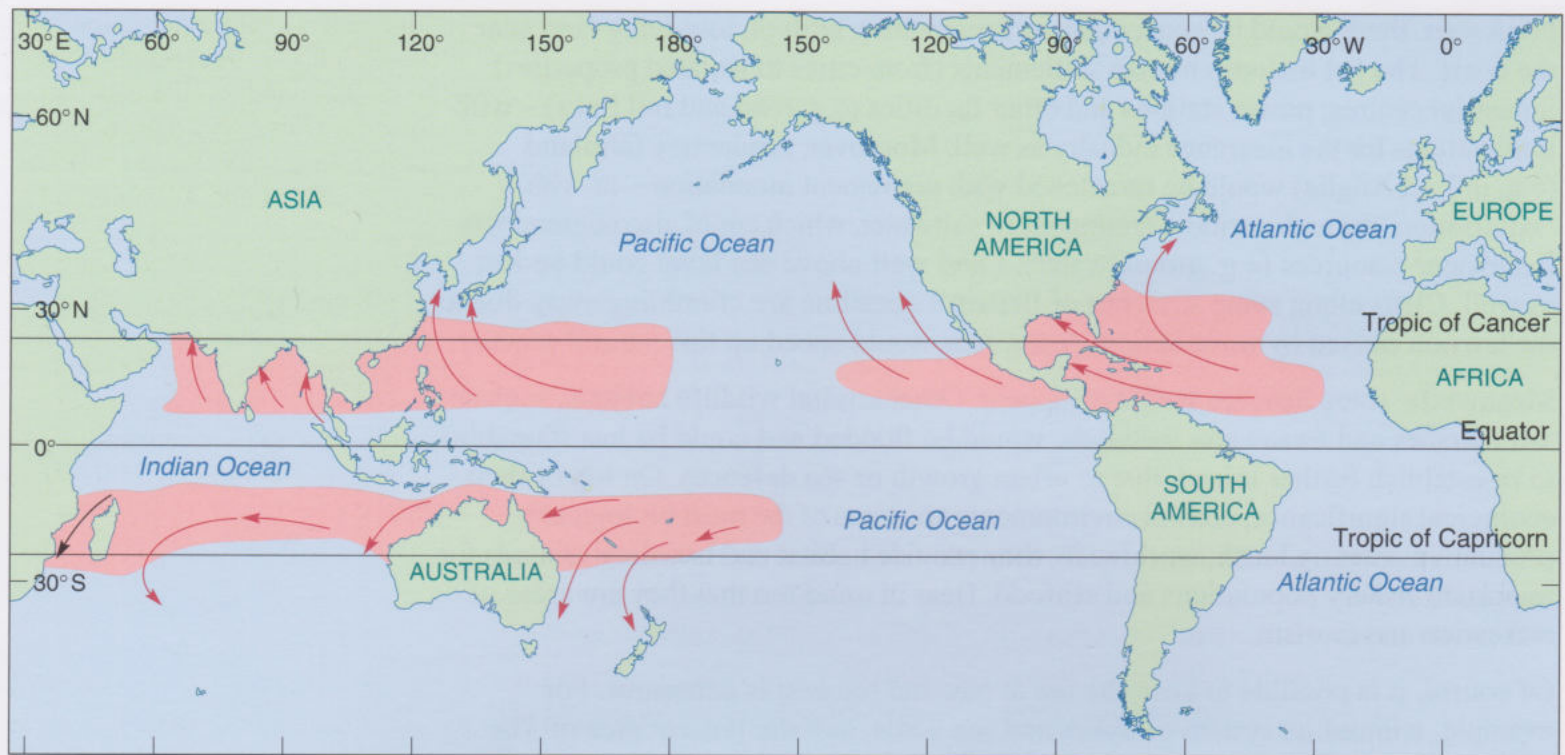 30°E 60° 90° 120° 150° 180° 150° 120° 90° 60° 30°W 0°
60°N
ASIA
NORTH
AMERICA
EUROPE
Pacific Ocean
Atlantic Ocean
30°N
Tropic of Cancer
AFRICA
0°
Equator
Indian Ocean
SOUTH
AMERICA
Pacific Ocean
Tropic of Capricorn
30°S
AUSTRALIA
Atlantic Ocean